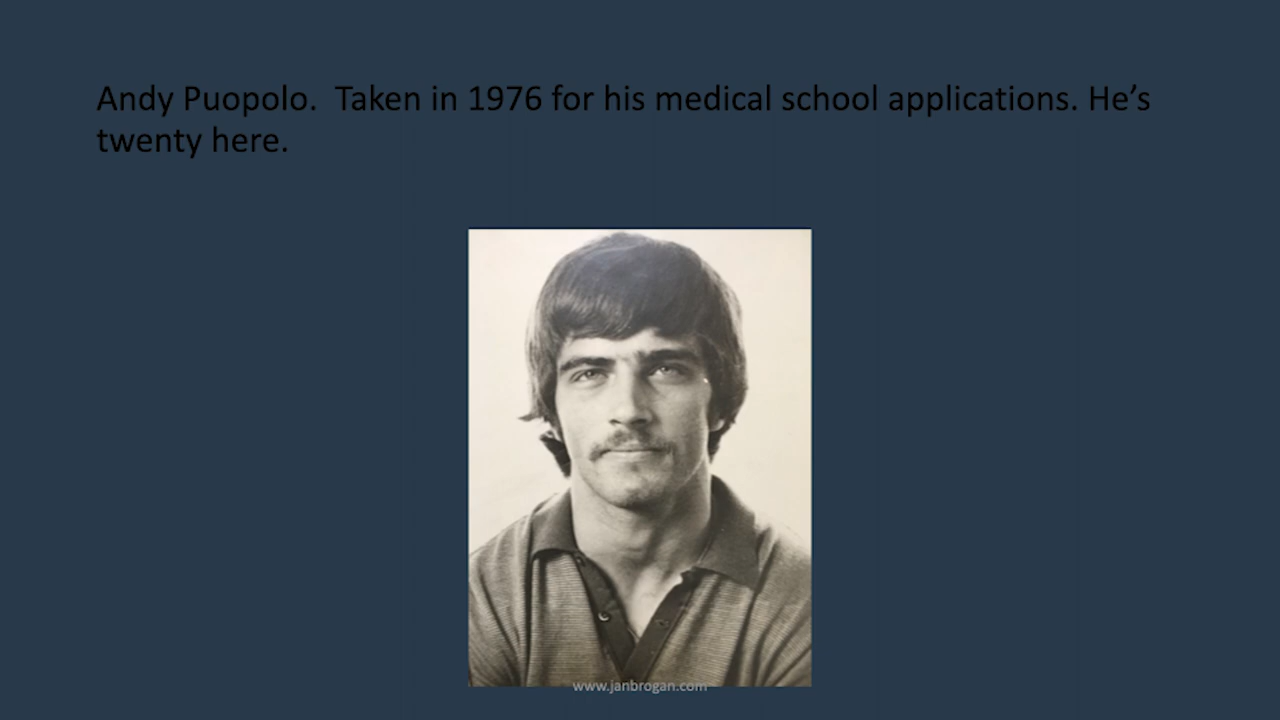 Andy Puopolo.  Taken in 1976 for his medical school applications. He’s
twenty here.
www.janbrogan.com